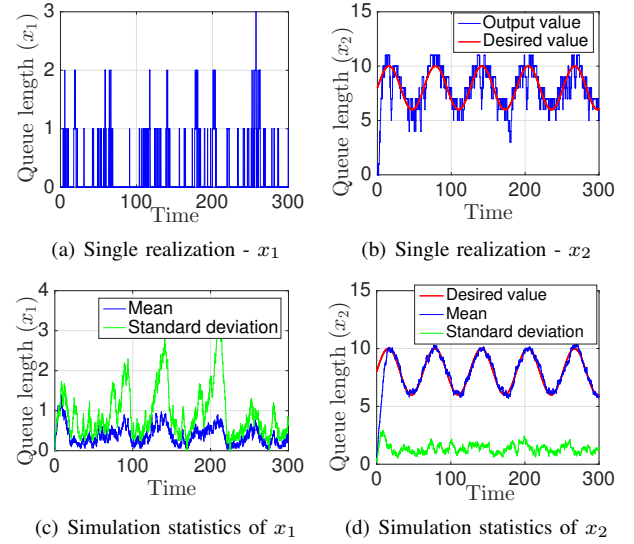 3
2
1
0
0 100 200 300
Queue length (x1)
Time
15
10
5
0
0 100 200 300
Queue length (x2)
Time
Output value
Desired value
(a) Single realization - x1
(b) Single realization - x2
4
3
2
1
0
0 100 200 300
Queue length (x1)
Time
Mean
Standard deviation
15
10
5
0
0 100 200 300
Queue length (x2)
Time
Desired value
Mean
Standard deviation
(c) Simulation statistics of x1
(d) Simulation statistics of x2